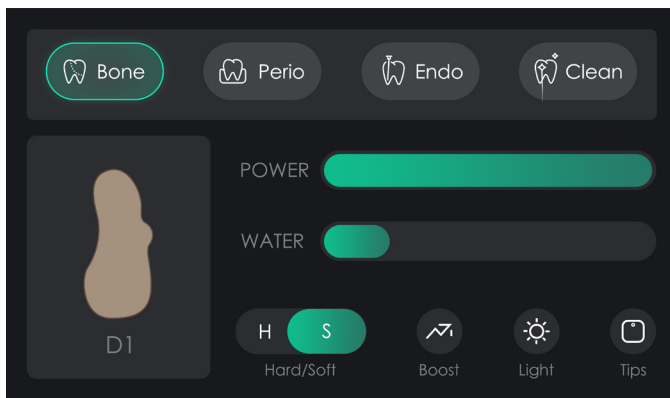 Bone Perio Endo Clean
POWER
WATER
D1
H S
Hard/Soft Boost Light Tips